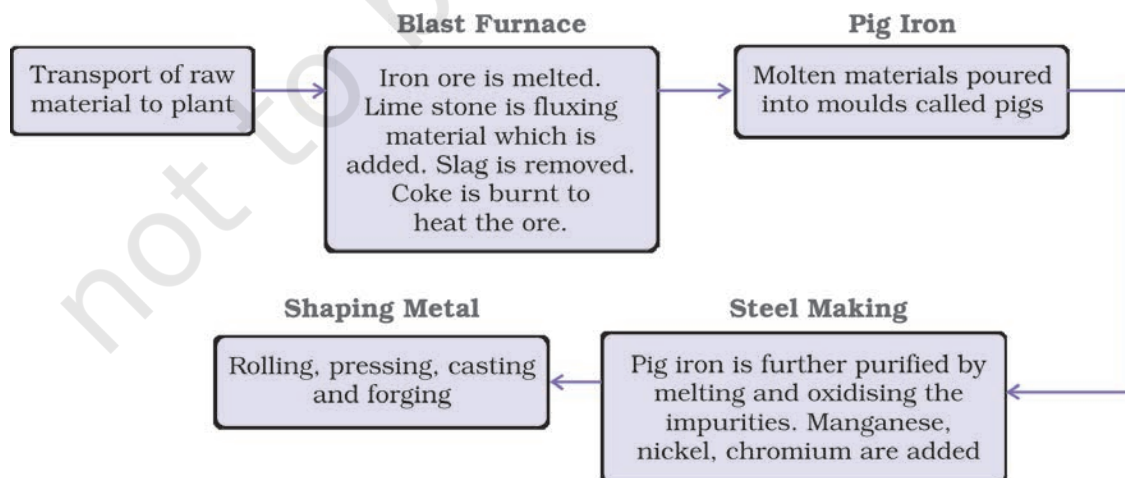 Blast Furnace
Pig Iron
Transport of raw
material to plant
Iron ore is melted.
Lime stone is fluxing
material which is
added. Slag is removed.
Coke is burnt to
heat the ore.
Molten materials poured
into moulds called pigs
Shaping Metal
Steel Making
Rolling, pressing, casting
and forging
Pig iron is further purified by
melting and oxidising the
impurities. Manganese,
nickel, chromium are added
not to b